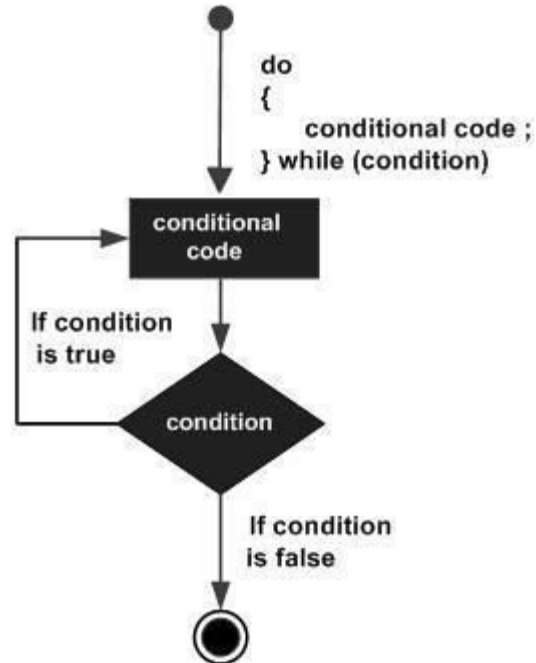 do
{
conditional code ;
} while (condition)
conditional
code
If condition
is true
condition
If condition
is false